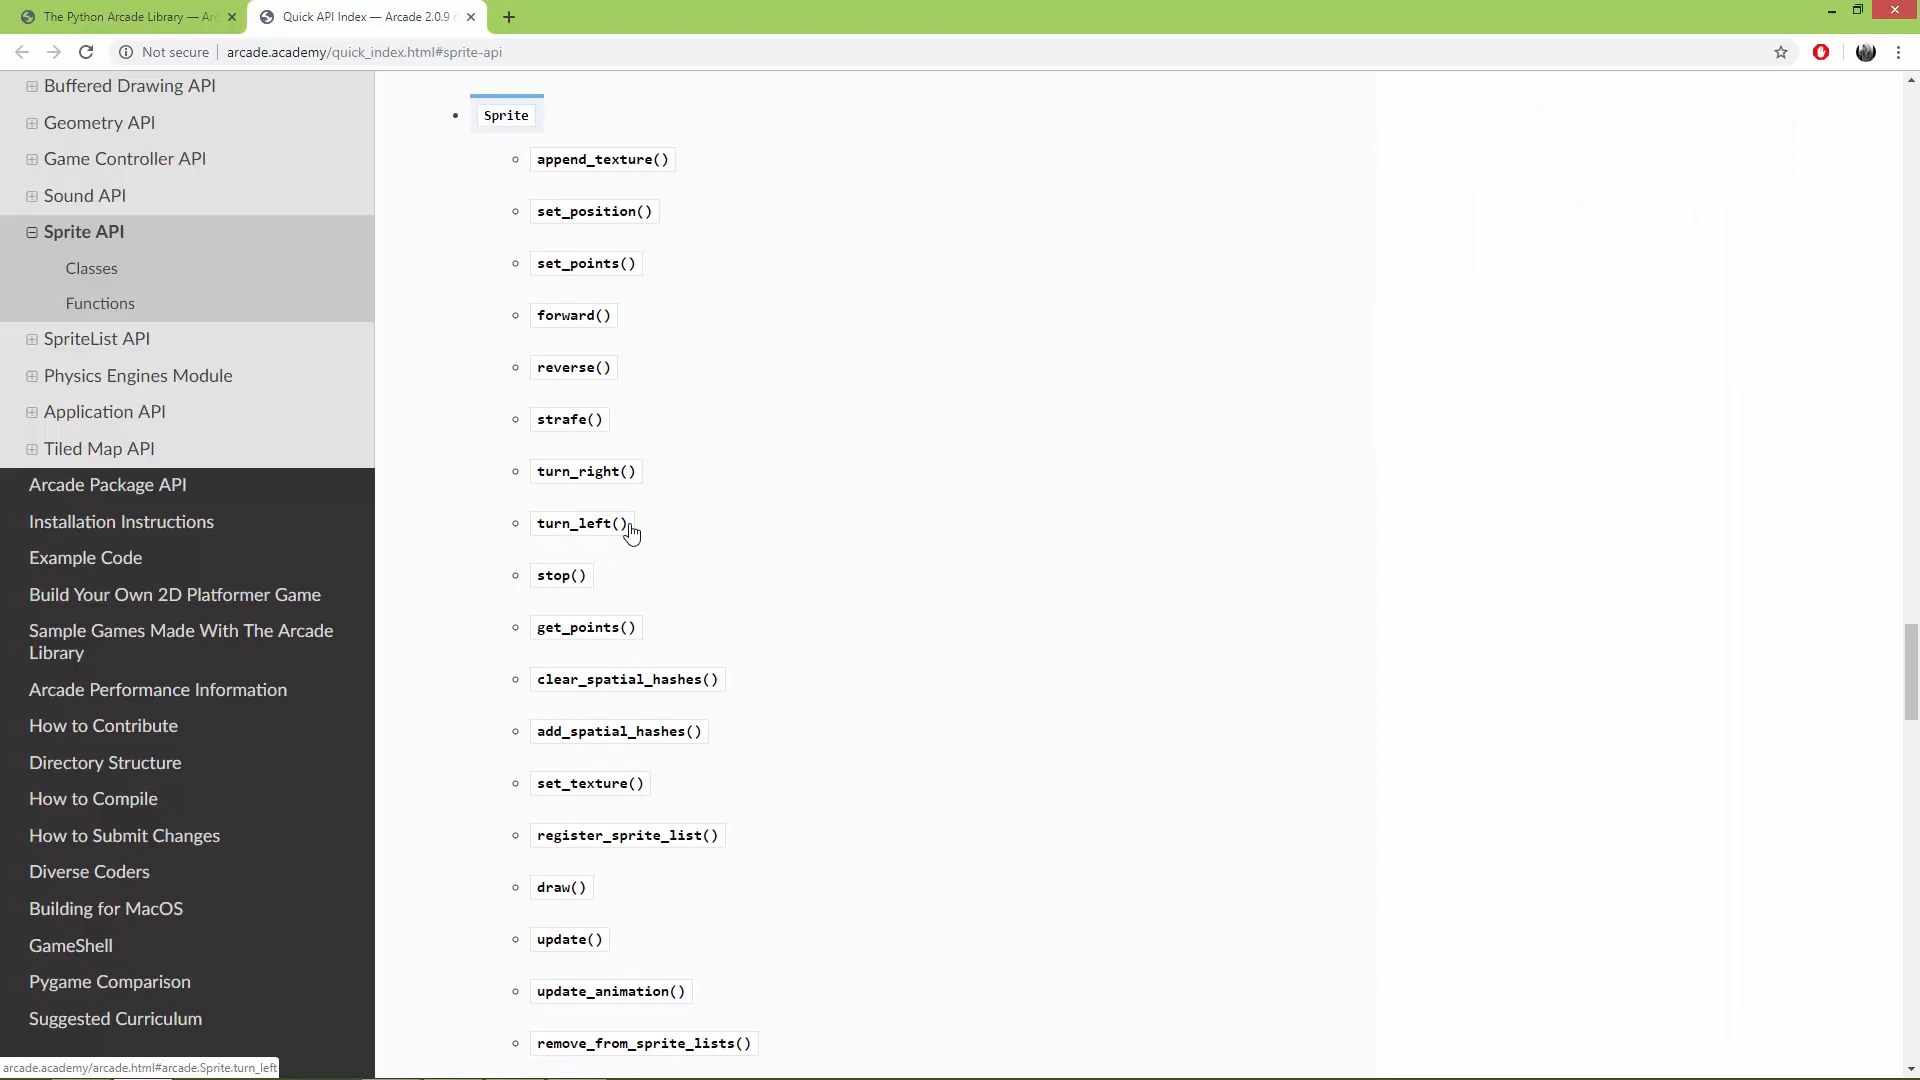 The Python Arcade Library — Arc
Quick API Index — Arcade 2.0.9
Not secure
arcade.academy/quick_index.html#sprite-api
Buffered Drawing API
Geometry API
Game Controller API
Sound API
Sprite API
Classes
Functions
SpriteList API
Physics Engines Module
Application API
Tiled Map API
Arcade Package API
Installation Instructions
Example Code
Build Your Own 2D Platformer Game
Sample Games Made With The Arcade
Library
Arcade Performance Information
How to Contribute
Directory Structure
How to Compile
How to Submit Changes
Diverse Coders
Building for MacOS
GameShell
Pygame Comparison
Suggested Curriculum
Sprite
append_texture()
set_position()
set_points()
forward()
reverse()
strafe()
turn_right()
turn_left()
stop()
get_points()
clear_spatial_hashes()
add_spatial_hashes()
set_texture()
register_sprite_list()
draw()
update()
update_animation()
remove_from_sprite_lists()
arcade.academy/arcade.html#arcade.Sprite.turn_left